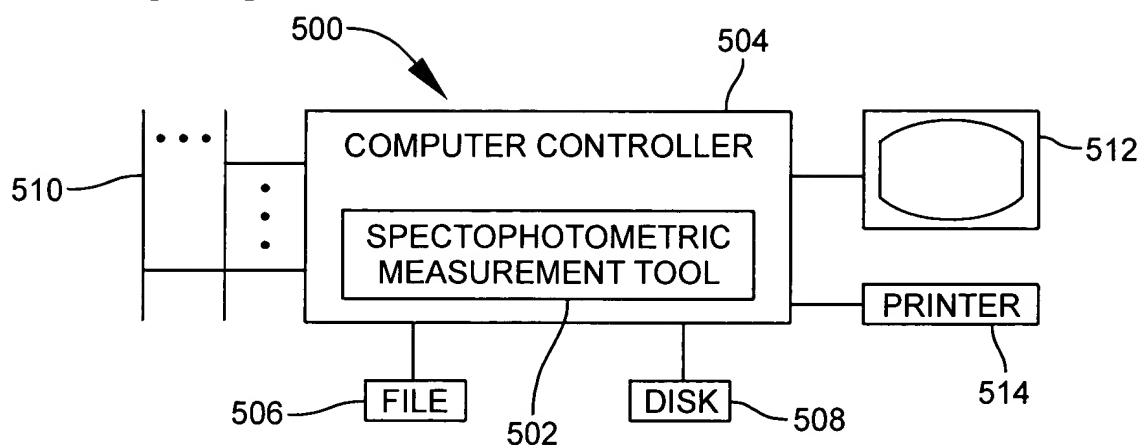 500
504
COMPUTER CONTROLLER
512
510
SPECTOPHOTOMETRIC
MEASUREMENT TOOL
PRINTER
506
FILE
502
DISK
508
514